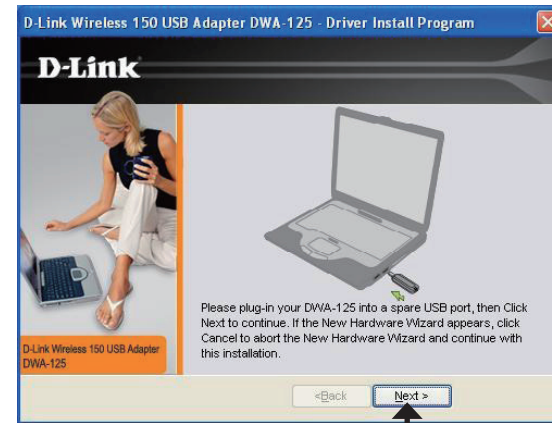 D-Link Wireless 150 USB Adapter DWA-125 - Driver Install Program
D-Link
Please plug-in your DWA-125 into a spare USB port, then Click
Next to continue. If the New Hardware Wizard appears, click
Cancel to abort the New Hardware Wizard and continue with
this installation.
D-Link Wireless 150 USB Adapter
DWA-125
<Back
Next >